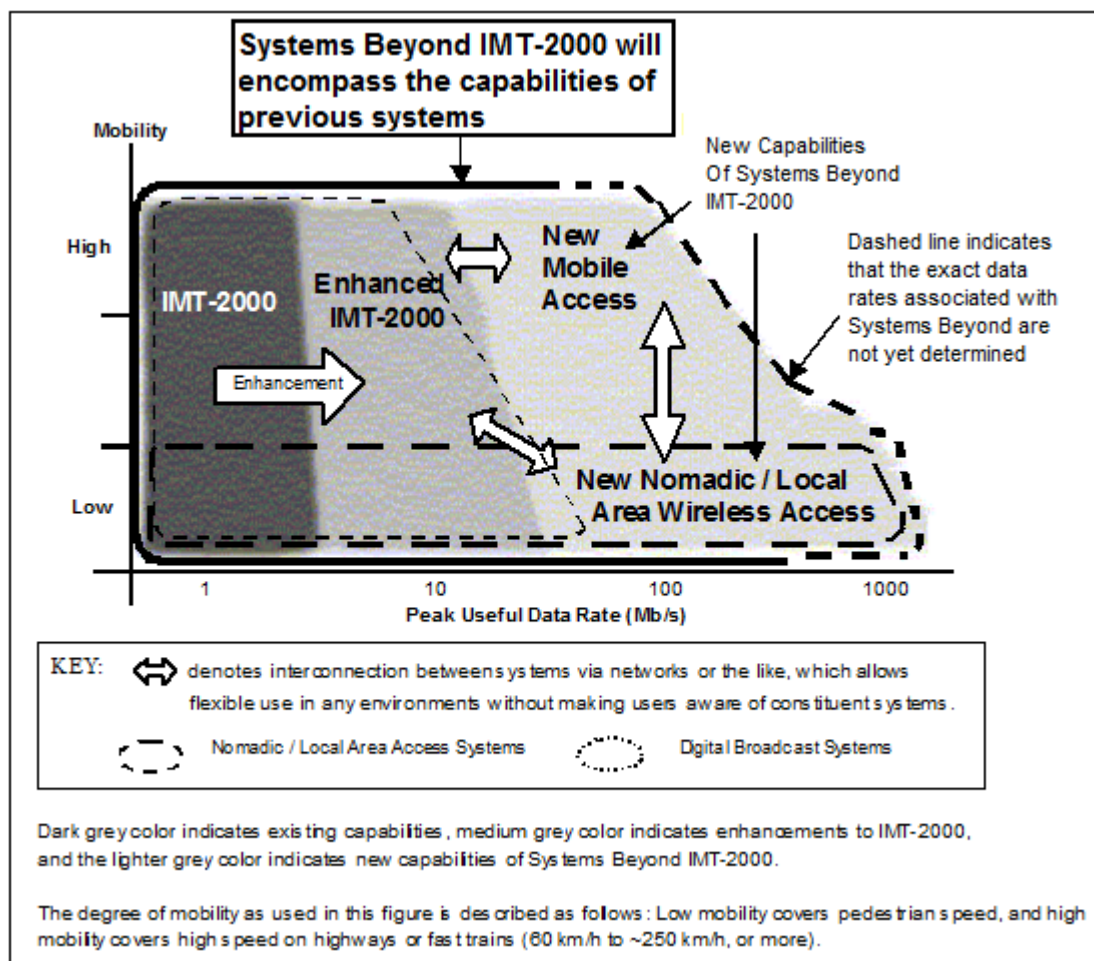 Systems Beyond IMT-2000 will
encompass the capabilities of
previous systems
Mobility
New Capabilities
Of Systems Beyond
IMT-2000
High
New
Mobile
Access
Dashed line indicates
that the exact data
rates associated with
Systems Beyond are
not yet determined
IMT-2000
Enhanced
IMT-2000
Enhancement
Low
New Nomadic / Local
Area Wireless Access
1 10 100 1000
Peak Useful Data Rate (Mb/s)
KEY: denotes interconnection between systems via networks or the like, which allows
flexible use in any environments without making users aware of constituent systems.
Nomadic / Local Area Access Systems Digital Broadcast Systems
Dark grey color indicates existing capabilities, medium grey color indicates enhancements to IMT-2000,
and the lighter grey color indicates new capabilities of Systems Beyond IMT-2000.
The degree of mobility as used in this figure is described as follows: Low mobility covers pedestrian speed, and high
mobility covers high speed on highways or fast trains (60 km/h to ~250 km/h, or more).